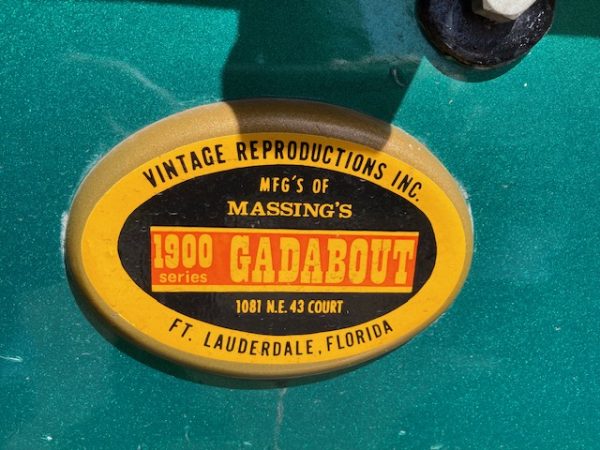 VINTAGE REPRODUCTIONS INC.
MFG'S OF
MASSING'S
1900 GADABOUT
series
1081 N.E. 43 COURT
FT. LAUDERDALE, FLORIDA